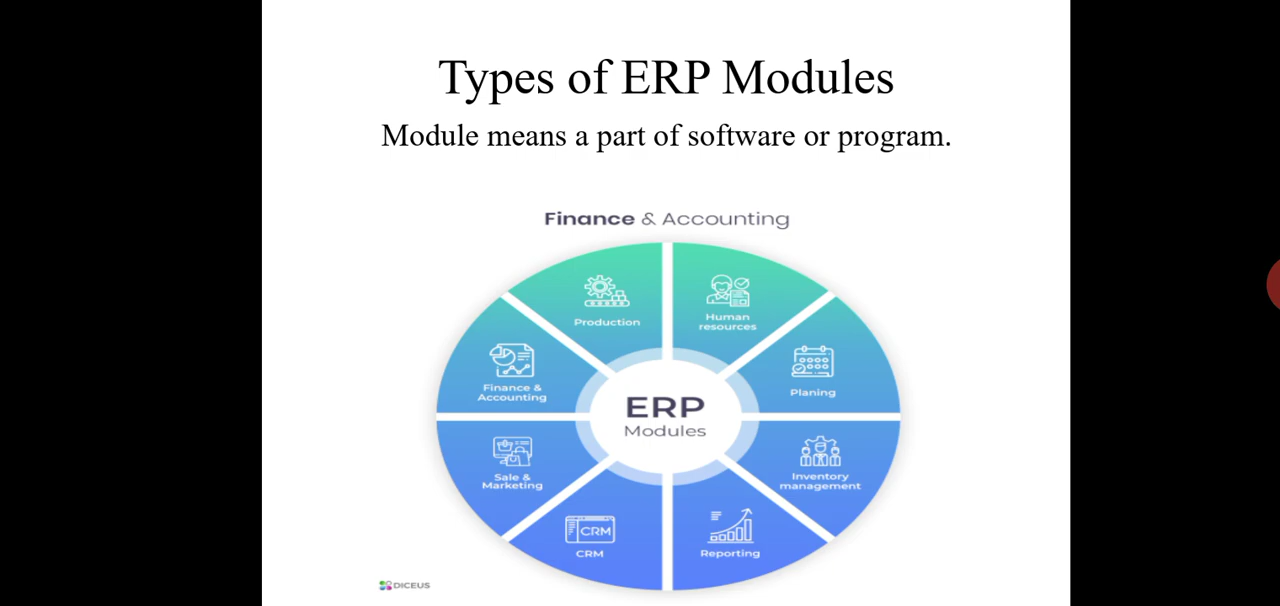 Types of ERP Modules
Module means a part of software or program.
Finance & Accounting
Production
Human
resources
Finance &
Accounting
Planing
ERP
Modules
Sale &
Marketing
Inventory
management
CRM
CRM
Reporting
DICEUS